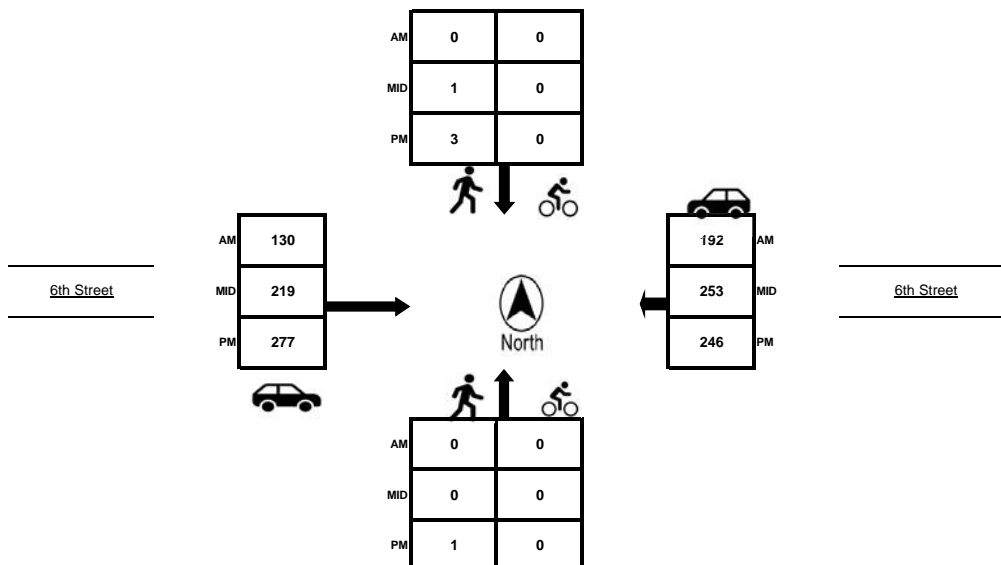 AM 0 0
MID 1 0
PM 3 0
AM 130
MID 219
PM 277
6th Street
192 AM
253 MID
246 PM
6th Street
North
AM 0 0
MID 0 0
PM 1 0